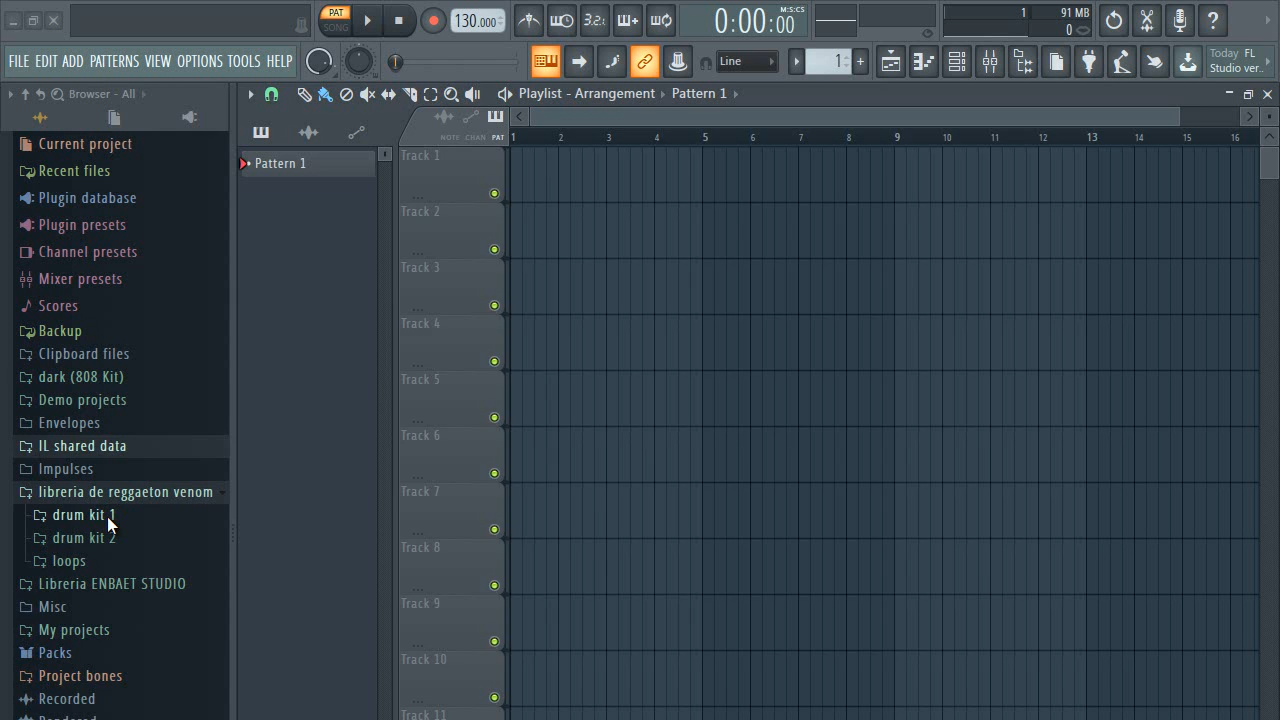 PAT
SONG
130.000
3.2.
0:00:00
M:S:CS
1
91 MB
0
FILE EDIT ADD PATTERNS VIEW OPTIONS TOOLS HELP
Line
1
Today FL
Studio ver..
Browser - All
Playlist - Arrangement
Pattern 1
NOTE CHAN PAT
1 2 3 4 5 6 7 8 9 10 11 12 13 14 15 16
Current project
Recent files
Plugin database
Plugin presets
Channel presets
Mixer presets
Scores
Backup
Clipboard files
dark (808 Kit)
Demo projects
Envelopes
IL shared data
Impulses
libreria de reggaeton venom
drum kit 1
drum kit 2
loops
Libreria ENBAET STUDIO
Misc
My projects
Packs
Project bones
Recorded
Rendered
Pattern 1
Track 1
Track 2
Track 3
Track 4
Track 5
Track 6
Track 7
Track 8
Track 9
Track 10
Track 11